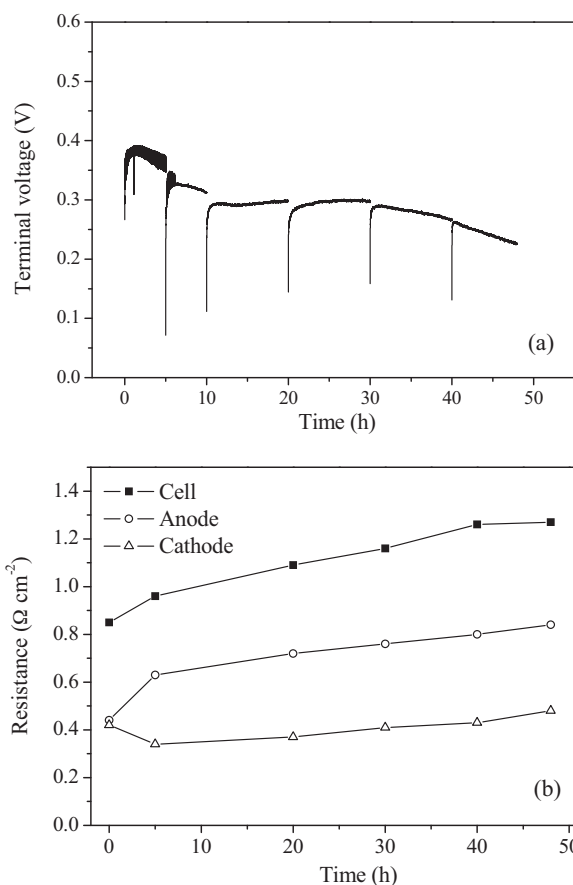 0.6
0.5
0.4
0.3
0.2
0.1
0.0
Terminal voltage (V)
(a)
0 10 20 30 40 50
Time (h)
1.4
1.2
1.0
0.8
0.6
0.4
0.2
0.0
Resistance (Ω cm⁻²)
Cell
Anode
Cathode
(b)
0 10 20 30 40 50
Time (h)